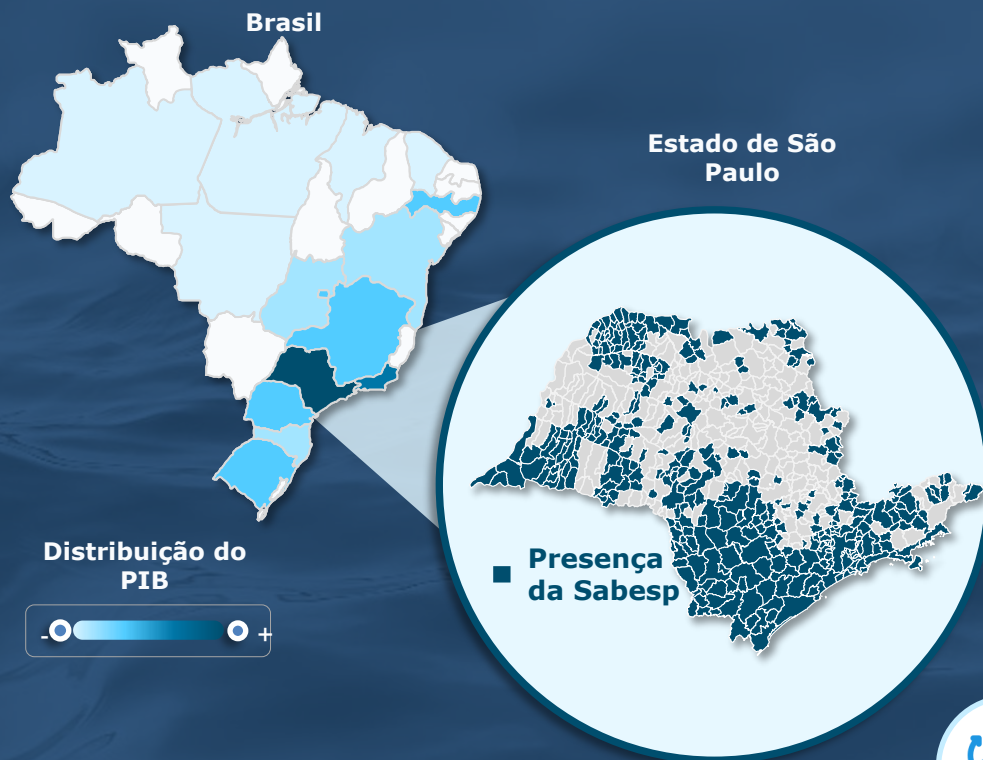 Brasil
Estado de São
Paulo
Distribuição do
PIB
- +
Presença
da Sabesp